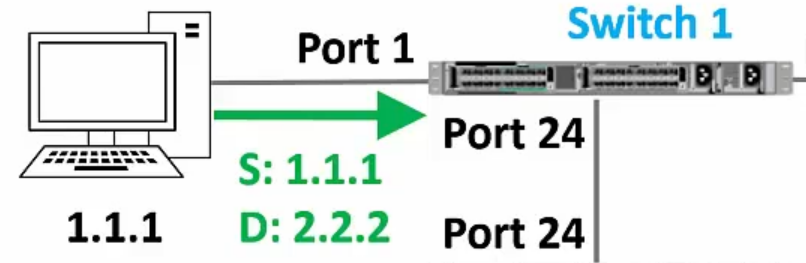 Switch 1
Port 1
Port 24
S: 1.1.1
1.1.1
D: 2.2.2
Port 24